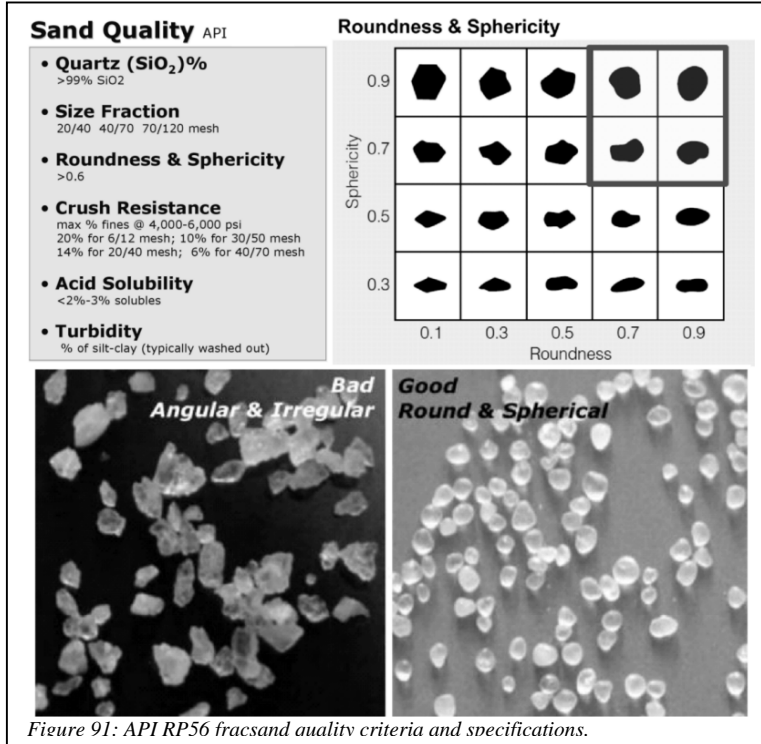 Sand Quality API
• Quartz (SiO2)%
>99% SiO2
• Size Fraction
20/40 40/70 70/120 mesh
• Roundness & Sphericity
>0.6
• Crush Resistance
max % fines @ 4,000-6,000 psi
20% for 6/12 mesh; 10% for 30/50 mesh
14% for 20/40 mesh; 6% for 40/70 mesh
• Acid Solubility
<2%-3% solubles
• Turbidity
% of silt-clay (typically washed out)
Roundness & Sphericity
0.9
0.7
0.5
0.3
Sphericity
0.1 0.3 0.5 0.7 0.9
Roundness
Bad
Angular & Irregular
Good
Round & Spherical
Figure 91: API RP56 fracsand quality criteria and specifications.